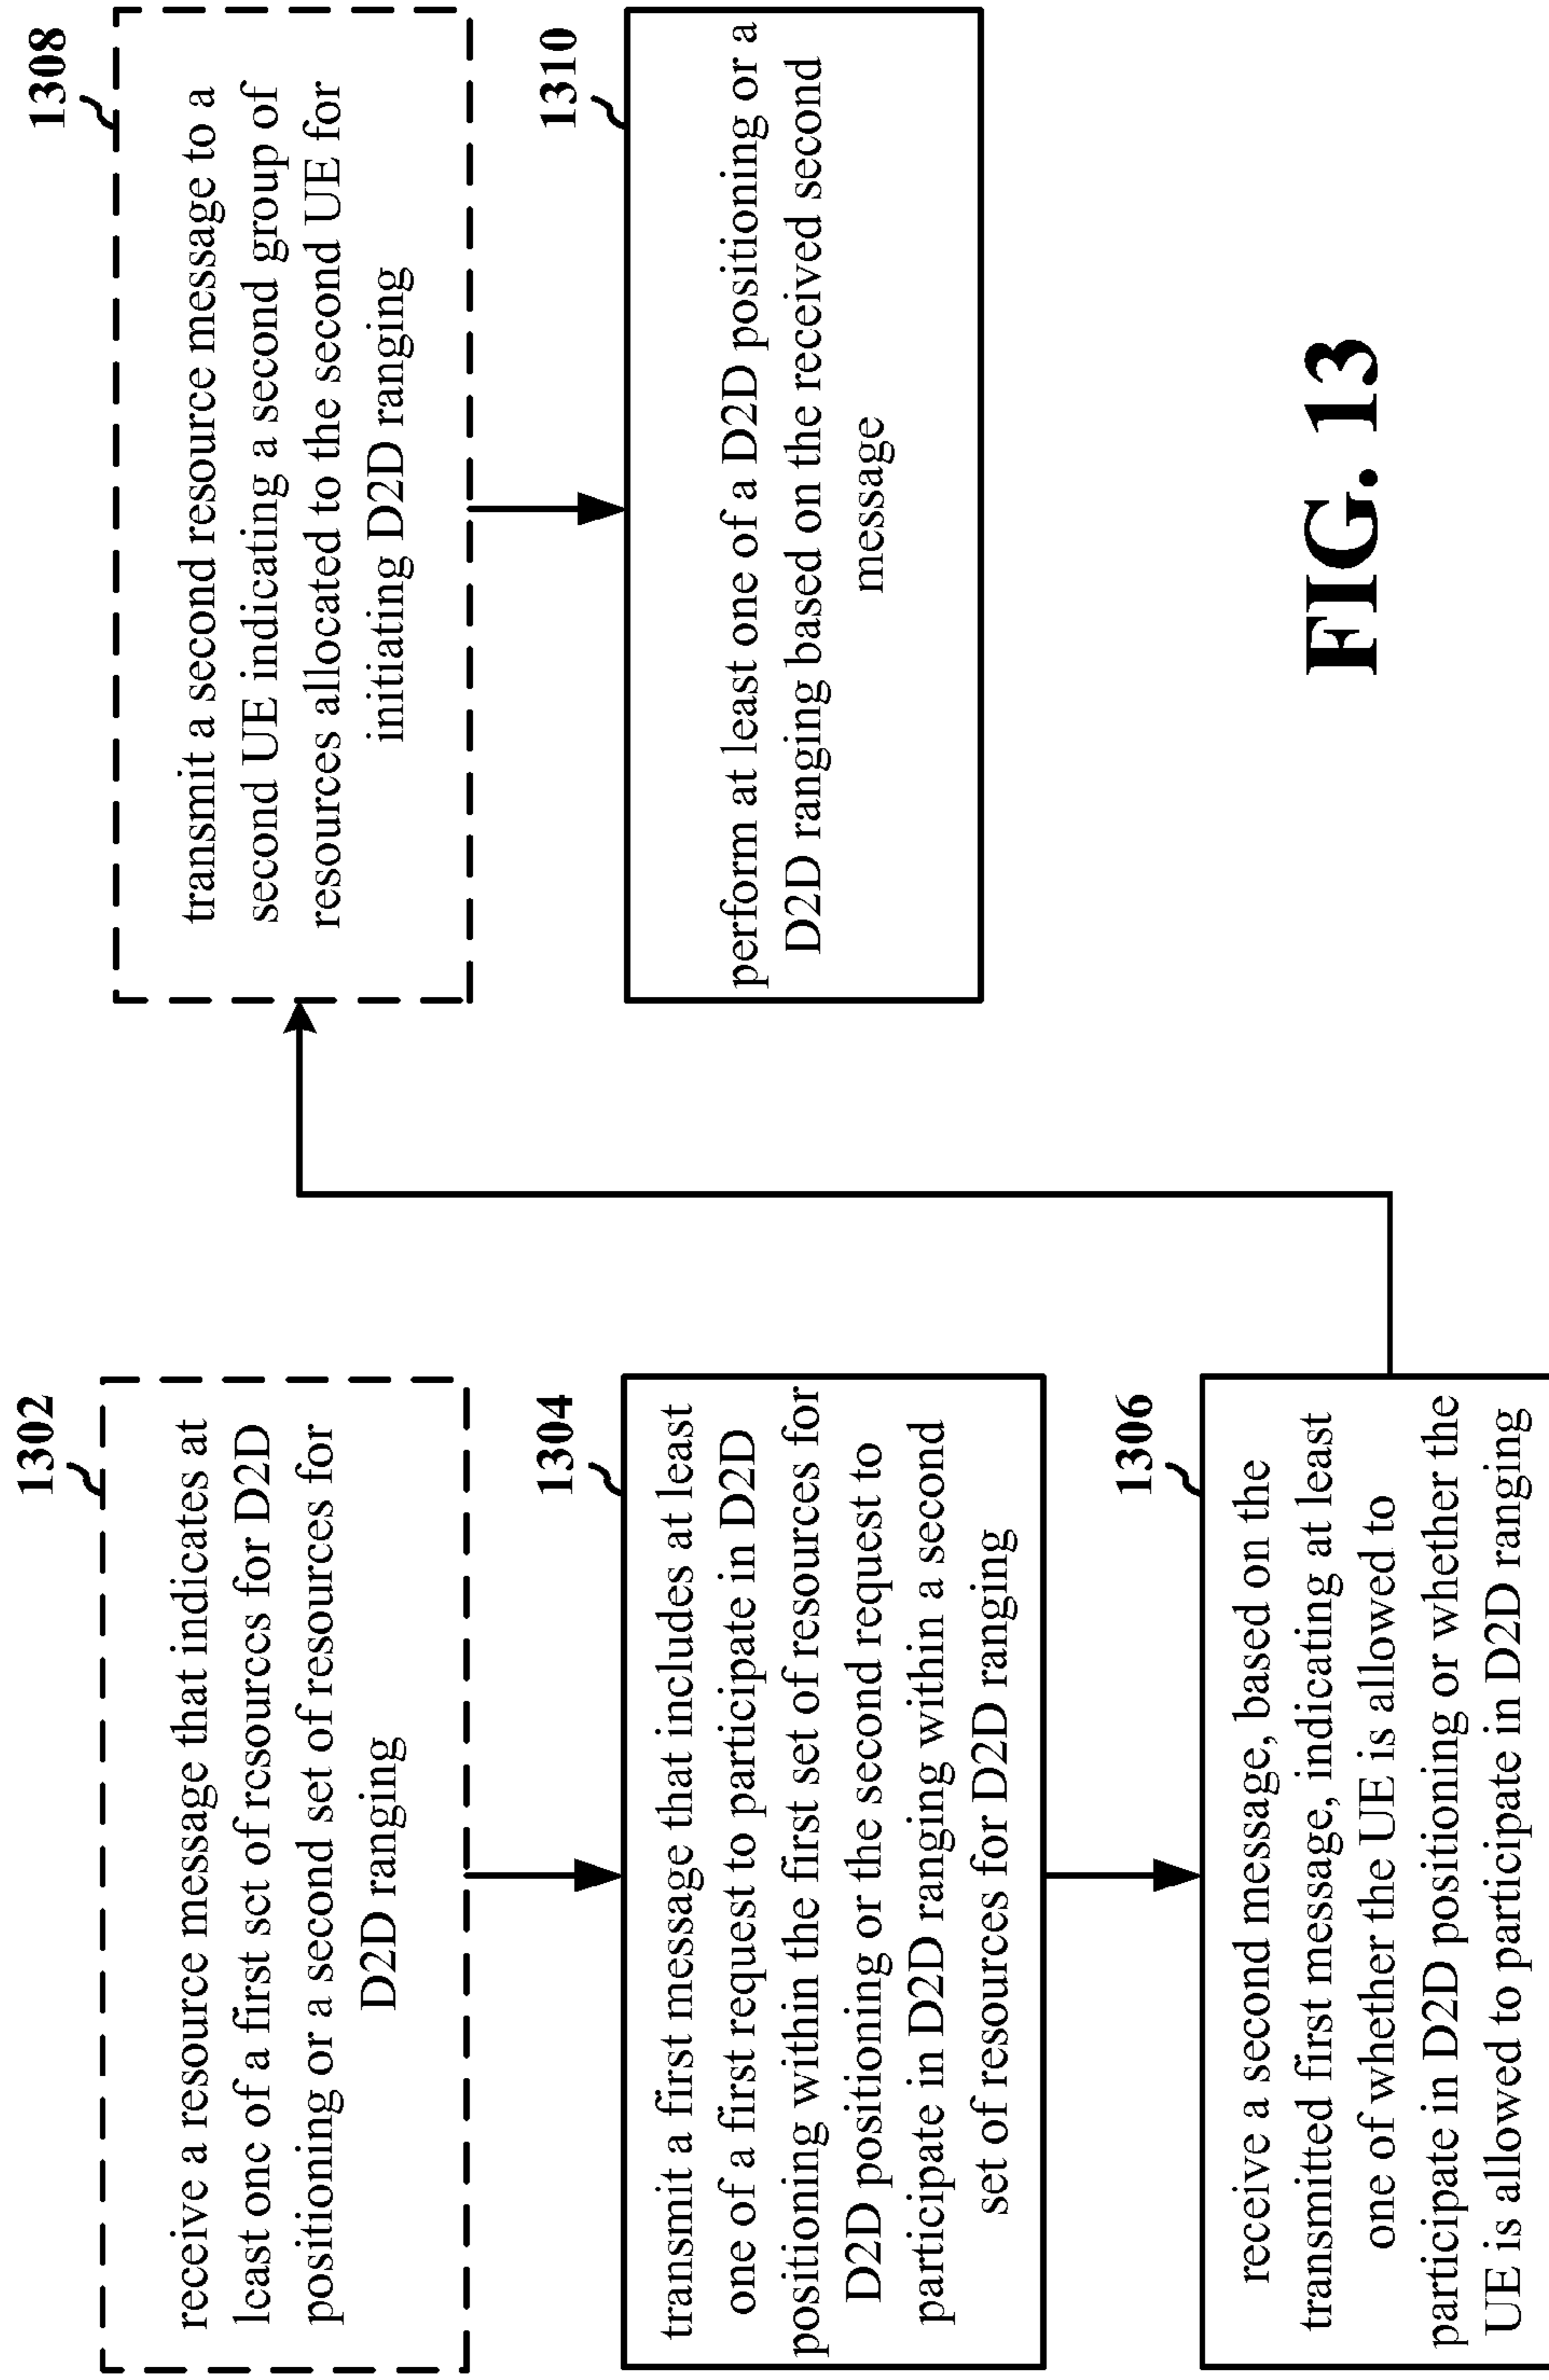 1302
receive a resource message that indicates at
least one of a first set of resources for D2D
positioning or a second set of resources for
D2D ranging
1304
transmit a first message that includes at least
one of a first request to participate in D2D
positioning within the first set of resources for
D2D positioning or the second request to
participate in D2D ranging within a second
set of resources for D2D ranging
1306
receive a second message, based on the
transmitted first message, indicating at least
one of whether the UE is allowed to
participate in D2D positioning or whether the
UE is allowed to participate in D2D ranging
1308
transmit a second resource message to a
second UE indicating a second group of
resources allocated to the second UE for
initiating D2D ranging
1310
perform at least one of a D2D positioning or a
D2D ranging based on the received second
message
FIG. 13